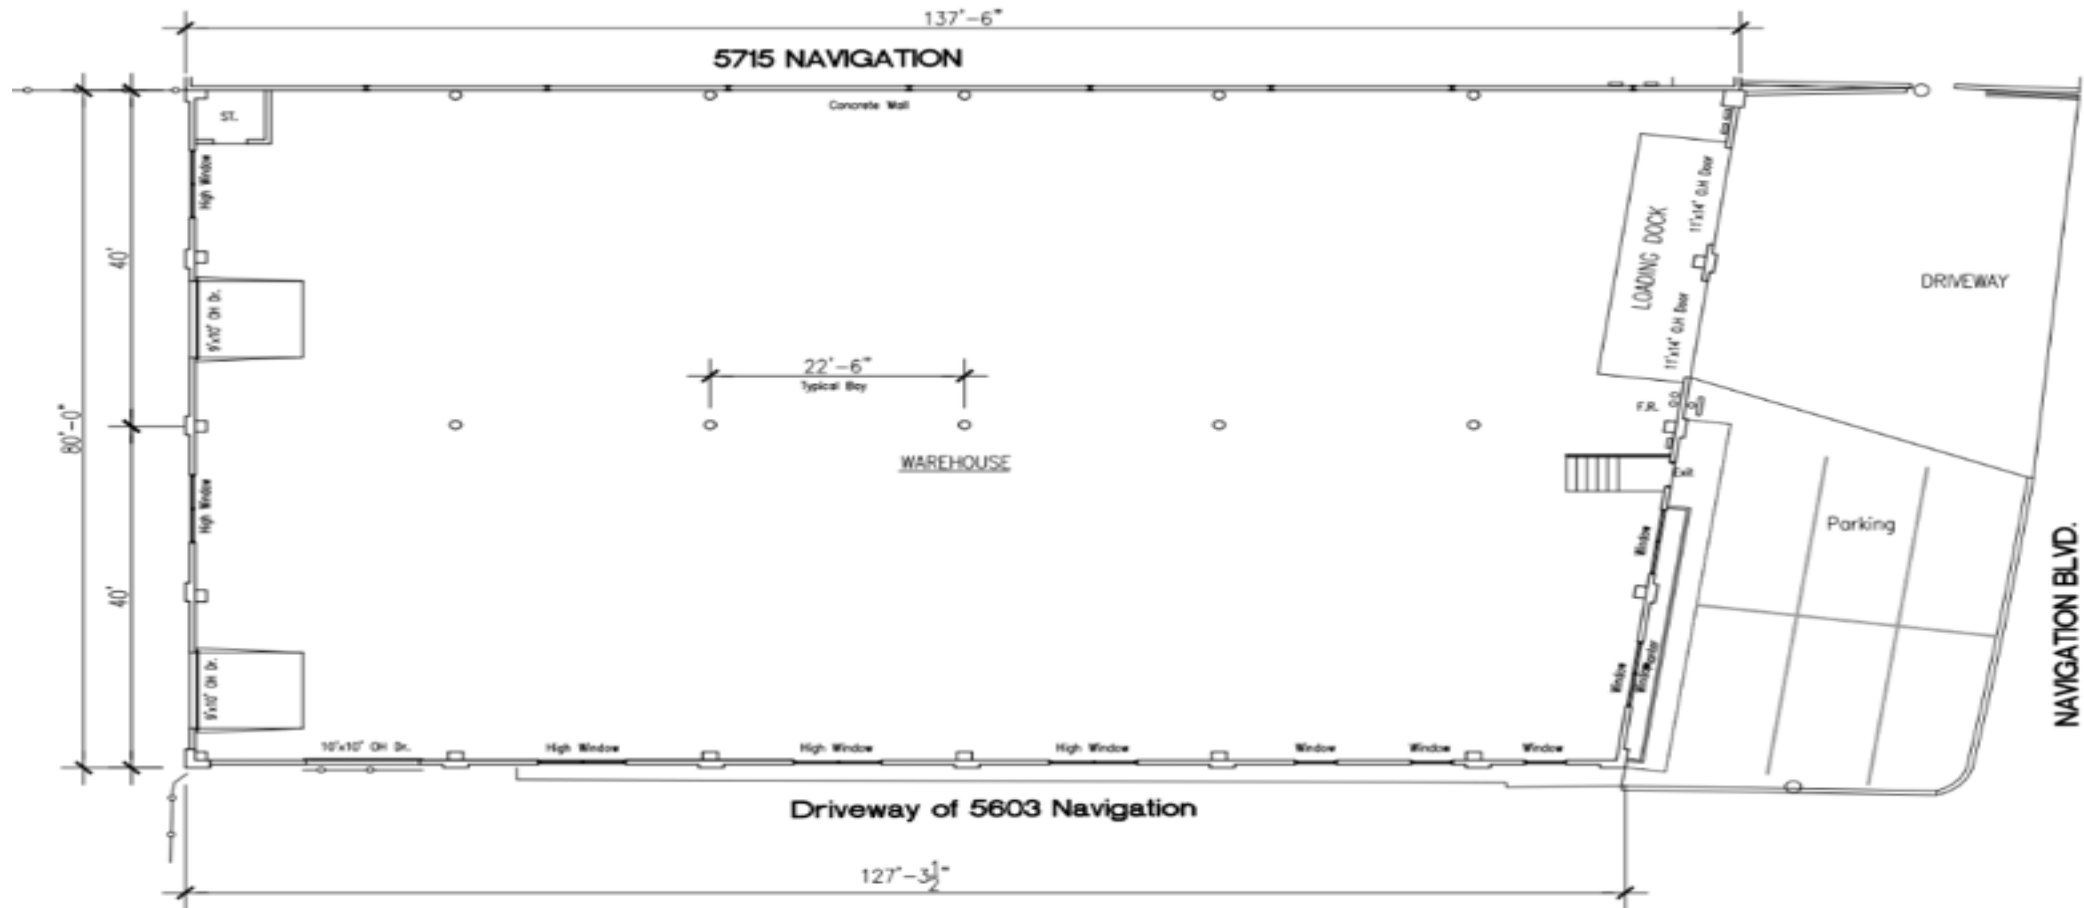 137'-6"
5715 NAVIGATION
Concrete Wall
ST.
High Window
11'x14' O.H Door
40'
LOADING DOCK
DRIVEWAY
9'x10' OH Dr.
11'x14' O.H Door
22'-6"
Typical Bay
F.R.
80'-0"
WAREHOUSE
High Window
Window
Parking
NAVIGATION BLVD.
40'
9'x10' OH Dr.
Window
Window
10'x10' OH Dr.
High Window
High Window
High Window
Window
Window
Window
Driveway of 5603 Navigation
127'-3½"